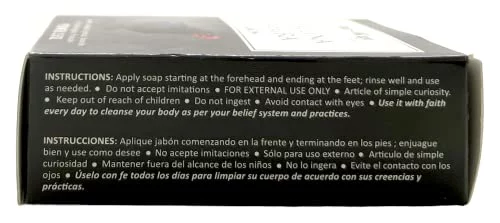 INSTRUCTIONS: Apply soap starting at the forehead and ending at the feet; rinse well and use
as needed. ● Do not accept imitations ● FOR EXTERNAL USE ONLY ● Article of simple curiosity.
● Keep out of reach of children ● Do not ingest ● Avoid contact with eyes ● Use it with faith
every day to cleanse your body as per your belief system and practices.
INSTRUCCIONES: Aplique jabón comenzando en la frente y terminando en los pies ; enjuague
bien y use como desee ● No acepte imitaciones ● Sólo para uso externo ● Articulo de simple
curiosidad ● Mantener fuera del alcance de los niños ● No lo ingera ● Evite el contacto con los
ojos ● Úselo con fe todos los días para limpiar su cuerpo de acuerdo con sus creencias y
prácticas.